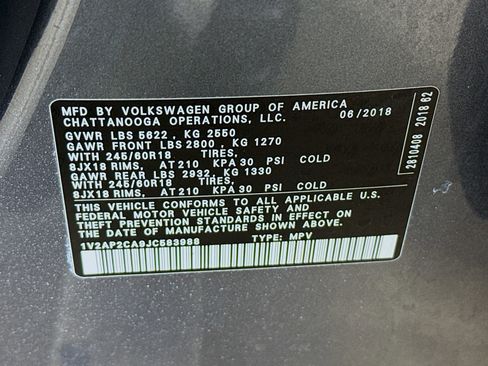 MFD BY VOLKSWAGEN GROUP OF AMERICA
CHATTANOOGA OPERATIONS, LLC. 06/2018
GVWR LBS 5622 , KG 2550
GAWR FRONT LBS 2800 , KG 1270
WITH 245/60R18 TIRES,
8JX18 RIMS, AT 210 KPA 30 PSI COLD
GAWR REAR LBS 2932, KG 1330
WITH 245/60R18 TIRES,
8JX18 RIMS, AT 210 KPA 30 PSI COLD
THIS VEHICLE CONFORMS TO ALL APPLICABLE U.S.
FEDERAL MOTOR VEHICLE SAFETY AND
THEFT PREVENTION STANDARDS IN EFFECT ON
THE DATE OF MANUFACTURE SHOWN ABOVE.
1V2AP2CA9JC583988 TYPE: MPV
2810408 2018 62